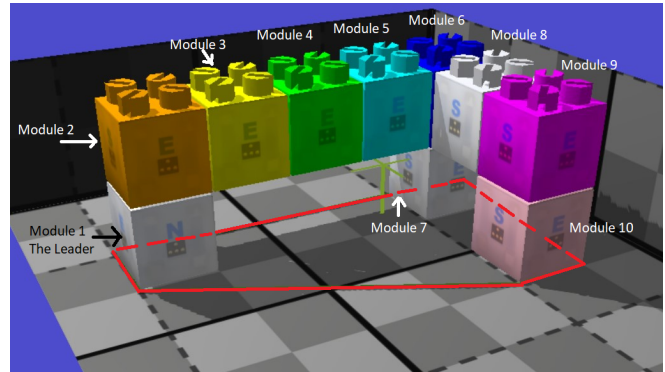 Module 6
Module 5
Module 4
Module 3
Module 8
Module 9
Module 2
E
E
E
E
S
S
E
Module 1
The Leader
N
S
S
E
Module 10
Module 7